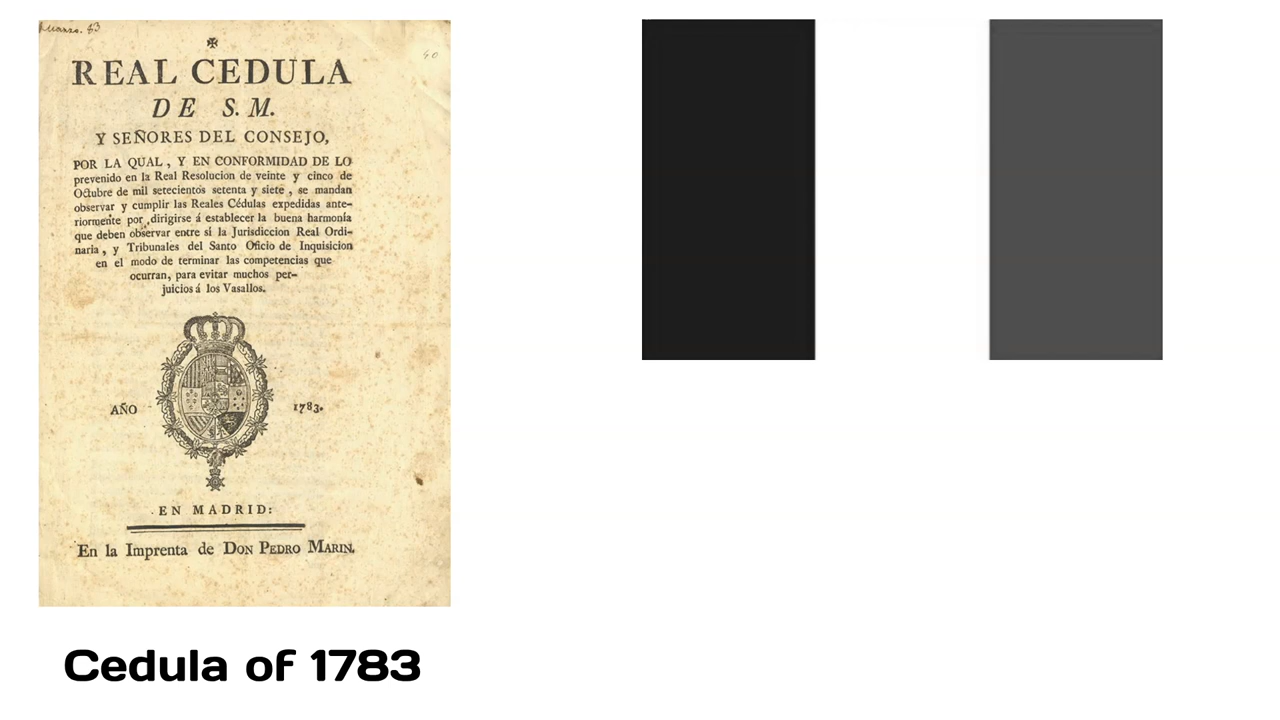 Marzo. 83
40
REAL CEDULA
DE S. M.
Y SEÑORES DEL CONSEJO,
POR LA QUAL, Y EN CONFORMIDAD DE LO
prevenido en la Real Resolucion de veinte y cinco de
Octubre de mil setecientos setenta y siete, se mandan
observar y cumplir las Reales Cédulas expedidas ante-
riormente por dirigirse á establecer la buena harmonía
que deben observar entre si la Jurisdiccion Real Ordi-
naria, y Tribunales del Santo Oficio de Inquisicion
en el modo de terminar las competencias que
ocurran, para evitar muchos per-
juicios á los Vasallos.
AÑO 1783.
EN MADRID:
En la Imprenta de DON PEDRO MARIN.
Cedula of 1783